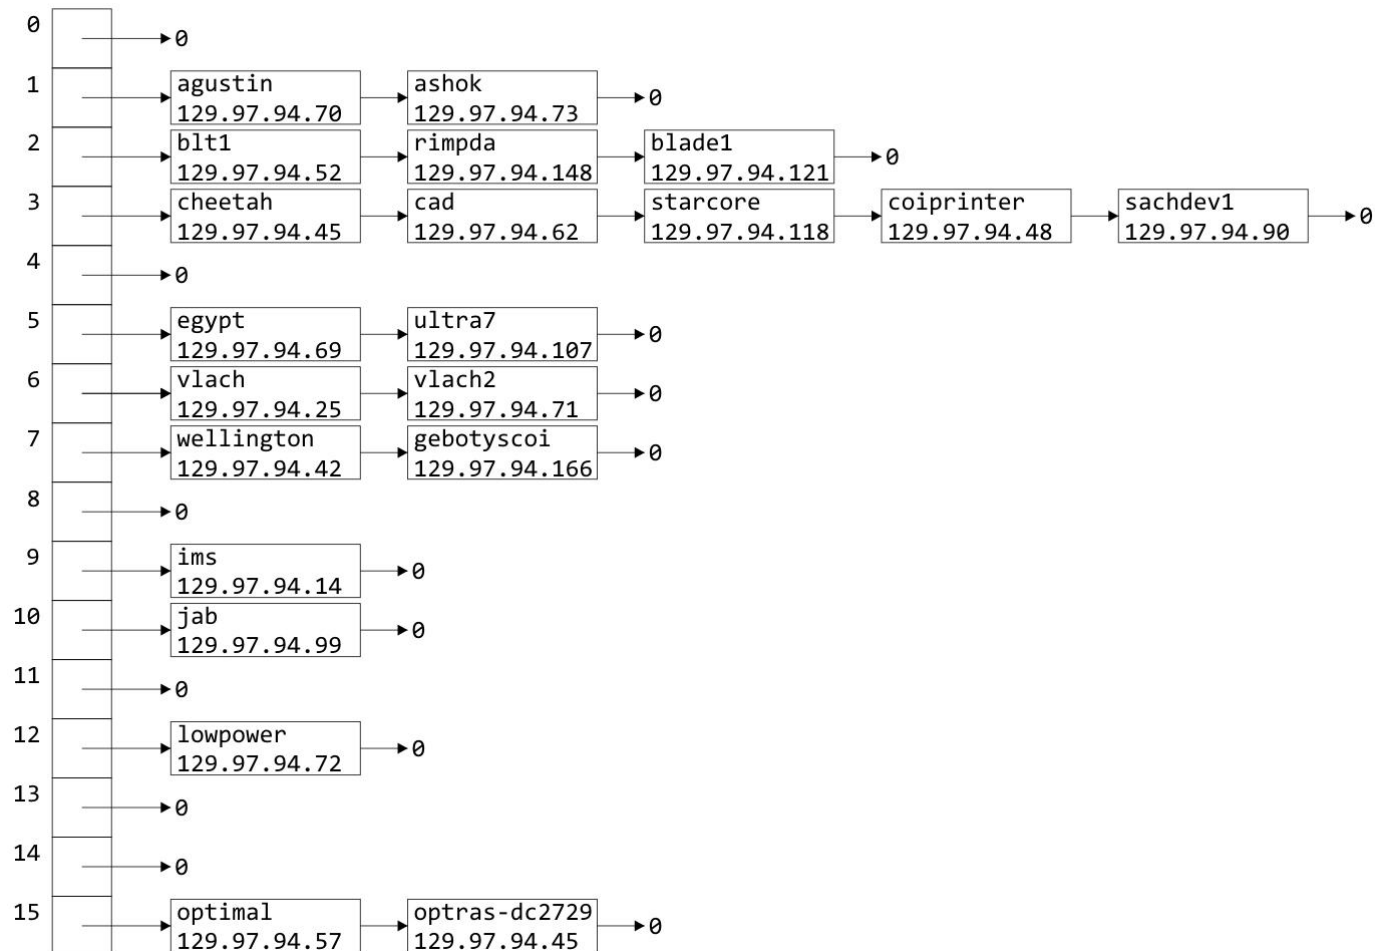 0
0
1
agustin
129.97.94.70
ashok
129.97.94.73
0
2
blt1
129.97.94.52
rimpda
129.97.94.148
blade1
129.97.94.121
0
3
cheetah
129.97.94.45
cad
129.97.94.62
starcore
129.97.94.118
coiprinter
129.97.94.48
sachdev1
129.97.94.90
0
4
0
5
egypt
129.97.94.69
ultra7
129.97.94.107
0
6
vlach
129.97.94.25
vlach2
129.97.94.71
0
7
wellington
129.97.94.42
gebotyscoi
129.97.94.166
0
8
0
9
ims
129.97.94.14
0
10
jab
129.97.94.99
0
11
0
12
lowpower
129.97.94.72
0
13
0
14
0
15
optimal
129.97.94.57
optras-dc2729
129.97.94.45
0